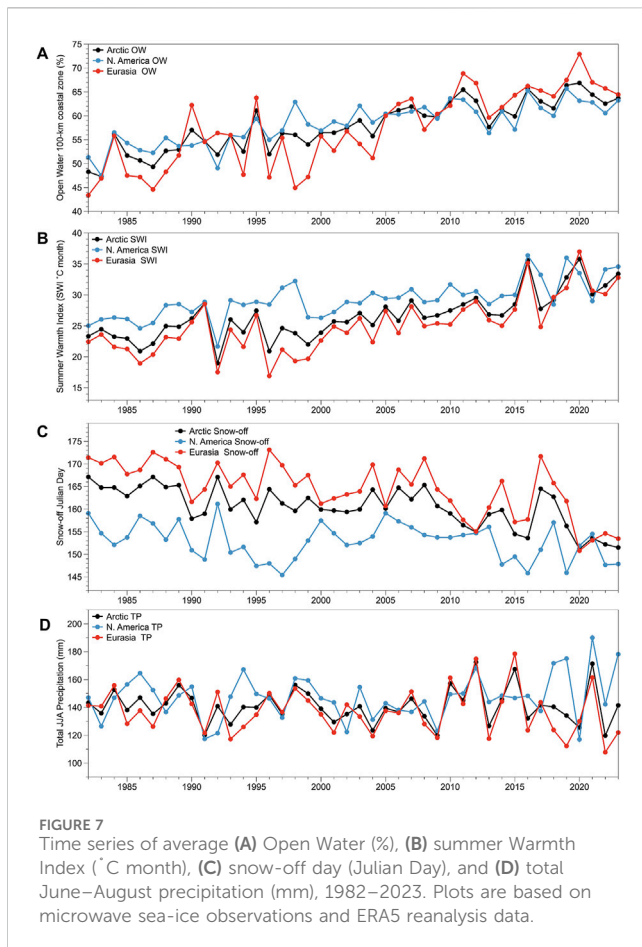 A
Arctic OW
N. America OW
Eurasia OW
Open Water 100-km coastal zone (%)
75
70
65
60
55
50
45
40
1985 1990 1995 2000 2005 2010 2015 2020
B
Arctic SWI
N. America SWI
Eurasia SWI
Summer Warmth Index (SWI °C month)
45
40
35
30
25
20
15
1985 1990 1995 2000 2005 2010 2015 2020
C
Arctic Snow-off
N. America Snow-off
Eurasia Snow-off
Snow-off Julian Day
175
170
165
160
155
150
145
1985 1990 1995 2000 2005 2010 2015 2020
D
Arctic TP
N. America TP
Eurasia TP
Total JJA Precipitation (mm)
200
180
160
140
120
100
1985 1990 1995 2000 2005 2010 2015 2020
FIGURE 7
Time series of average (A) Open Water (%), (B) summer Warmth
Index (°C month), (C) snow-off day (Julian Day), and (D) total
June–August precipitation (mm), 1982–2023. Plots are based on
microwave sea-ice observations and ERA5 reanalysis data.